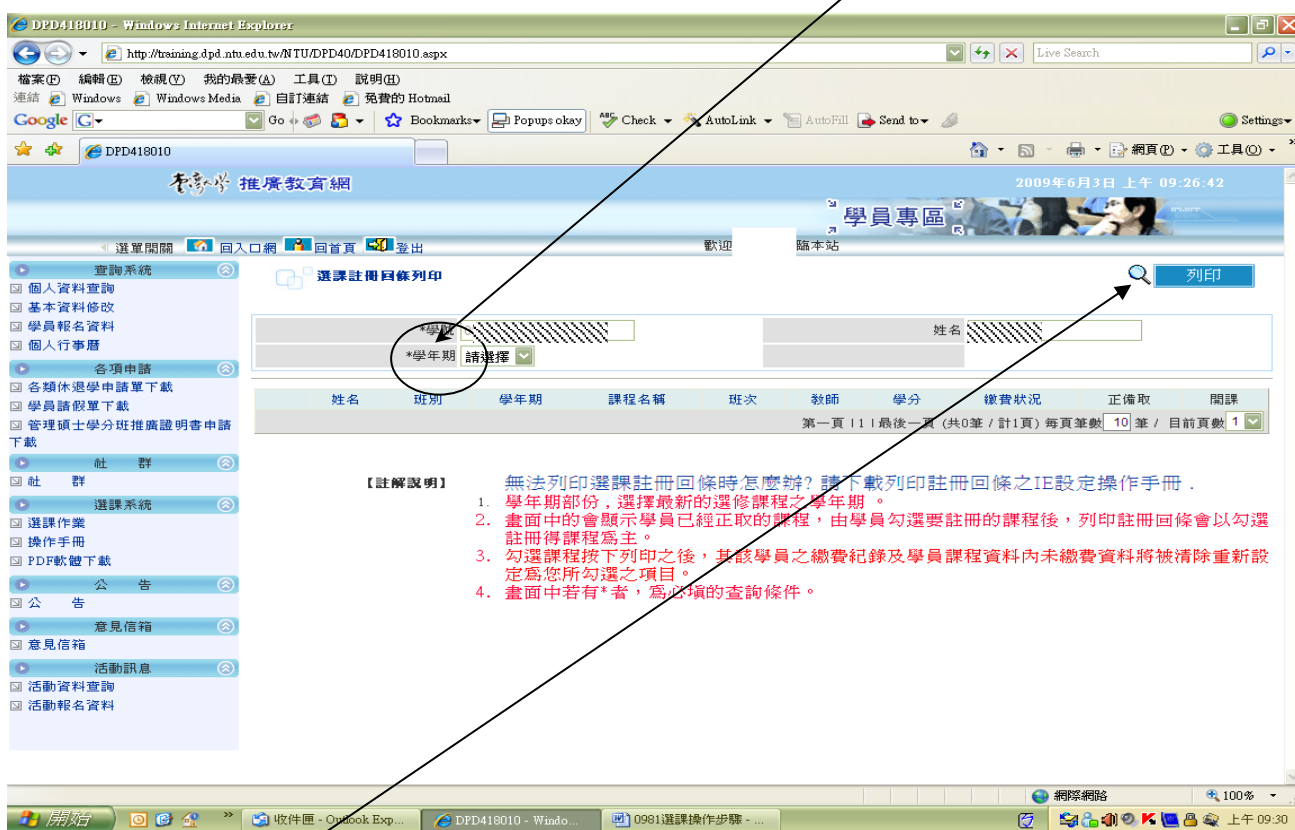 DPD418010 - Windows Internet Explorer
http://training.dpd.ntu.edu.tw/NTU/DPD40/DPD418010.aspx
Live Search
檔案(F) 編輯(E) 檢視(V) 我的最愛(A) 工具(T) 說明(H)
連結 Windows Windows Media 自訂連結 免費的 Hotmail
Google Go Bookmarks Popups okay Check AutoLink AutoFill Send to Settings
DPD418010 網頁(P) 工具(O)
推廣教育網 2009年6月3日 上午 09:26:42
學員專區
選單開關 回入口網 回首頁 登出 歡迎 臨本站
查詢系統
個人資料查詢
基本資料修改
學員報名資料
個人行事曆
各項申請
各類休退學申請單下載
學員請假單下載
管理碩士學分班推廣證明書申請
下載
社 群
社 群
選課系統
選課作業
操作手冊
PDF軟體下載
公 告
公 告
意見信箱
意見信箱
活動訊息
活動資料查詢
活動報名資料
選課註冊回條列印 列印
*學號 姓名
*學年期 請選擇
姓名 班別 學年期 課程名稱 班次 教師 學分 繳費狀況 正備取 開課
第一頁 | 1 | 最後一頁 (共0筆 / 計1頁) 每頁筆數 10 筆 / 目前頁數 1
【註解說明】 無法列印選課註冊回條時怎麼辦? 請下載列印註冊回條之IE設定操作手冊 .
1. 學年期部份 , 選擇最新的選修課程之學年期 。
2. 畫面中的會顯示學員已經正取的課程，由學員勾選要註冊的課程後，列印註冊回條會以勾選
註冊得課程為主。
3. 勾選課程按下列印之後，其該學員之繳費紀錄及學員課程資料內未繳費資料將被清除重新設
定為您所勾選之項目。
4. 畫面中若有*者，為必填的查詢條件。
網際網路 100%
開始 收件匣 - Outlook Exp... DPD418010 - Windo... 0981選課操作步驟 - ... 上午 09:30